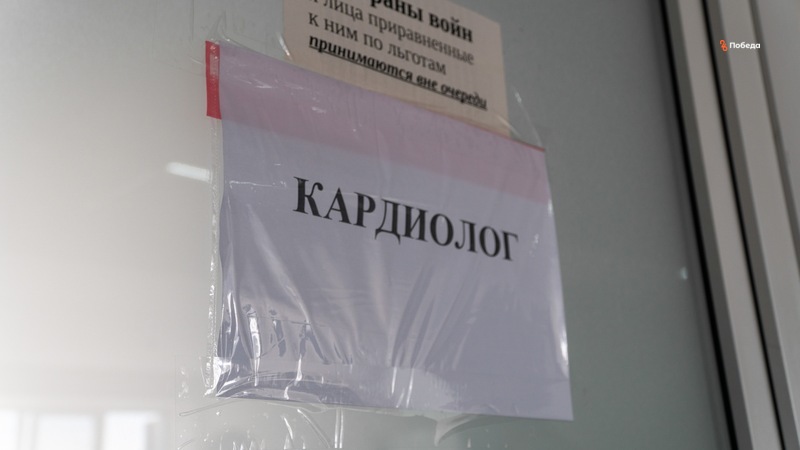 раны войн
лица приравненные
к ним по льготам
принимаются вне очереди
КАРДИОЛОГ
Победа